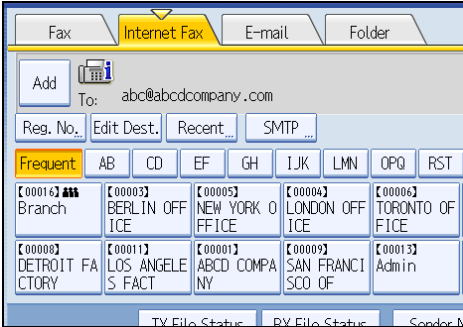 Fax Internet Fax E-mail Folder
Add To: abc@abcdcompany.com
Reg. No. Edit Dest. Recent SMTP
Frequent AB CD EF GH IJK LMN OPQ RST
【00016】 【00003】 【00005】 【00004】 【00006】
Branch BERLIN OFF NEW YORK O LONDON OFF TORONTO OF
ICE FFICE ICE FICE
【00008】 【00011】 【00001】 【00009】 【00013】
DETROIT FA LOS ANGELE ABCD COMPA SAN FRANCI Admin
CTORY S FACT NY SCO OF
TX File Status RX File Status Sender N